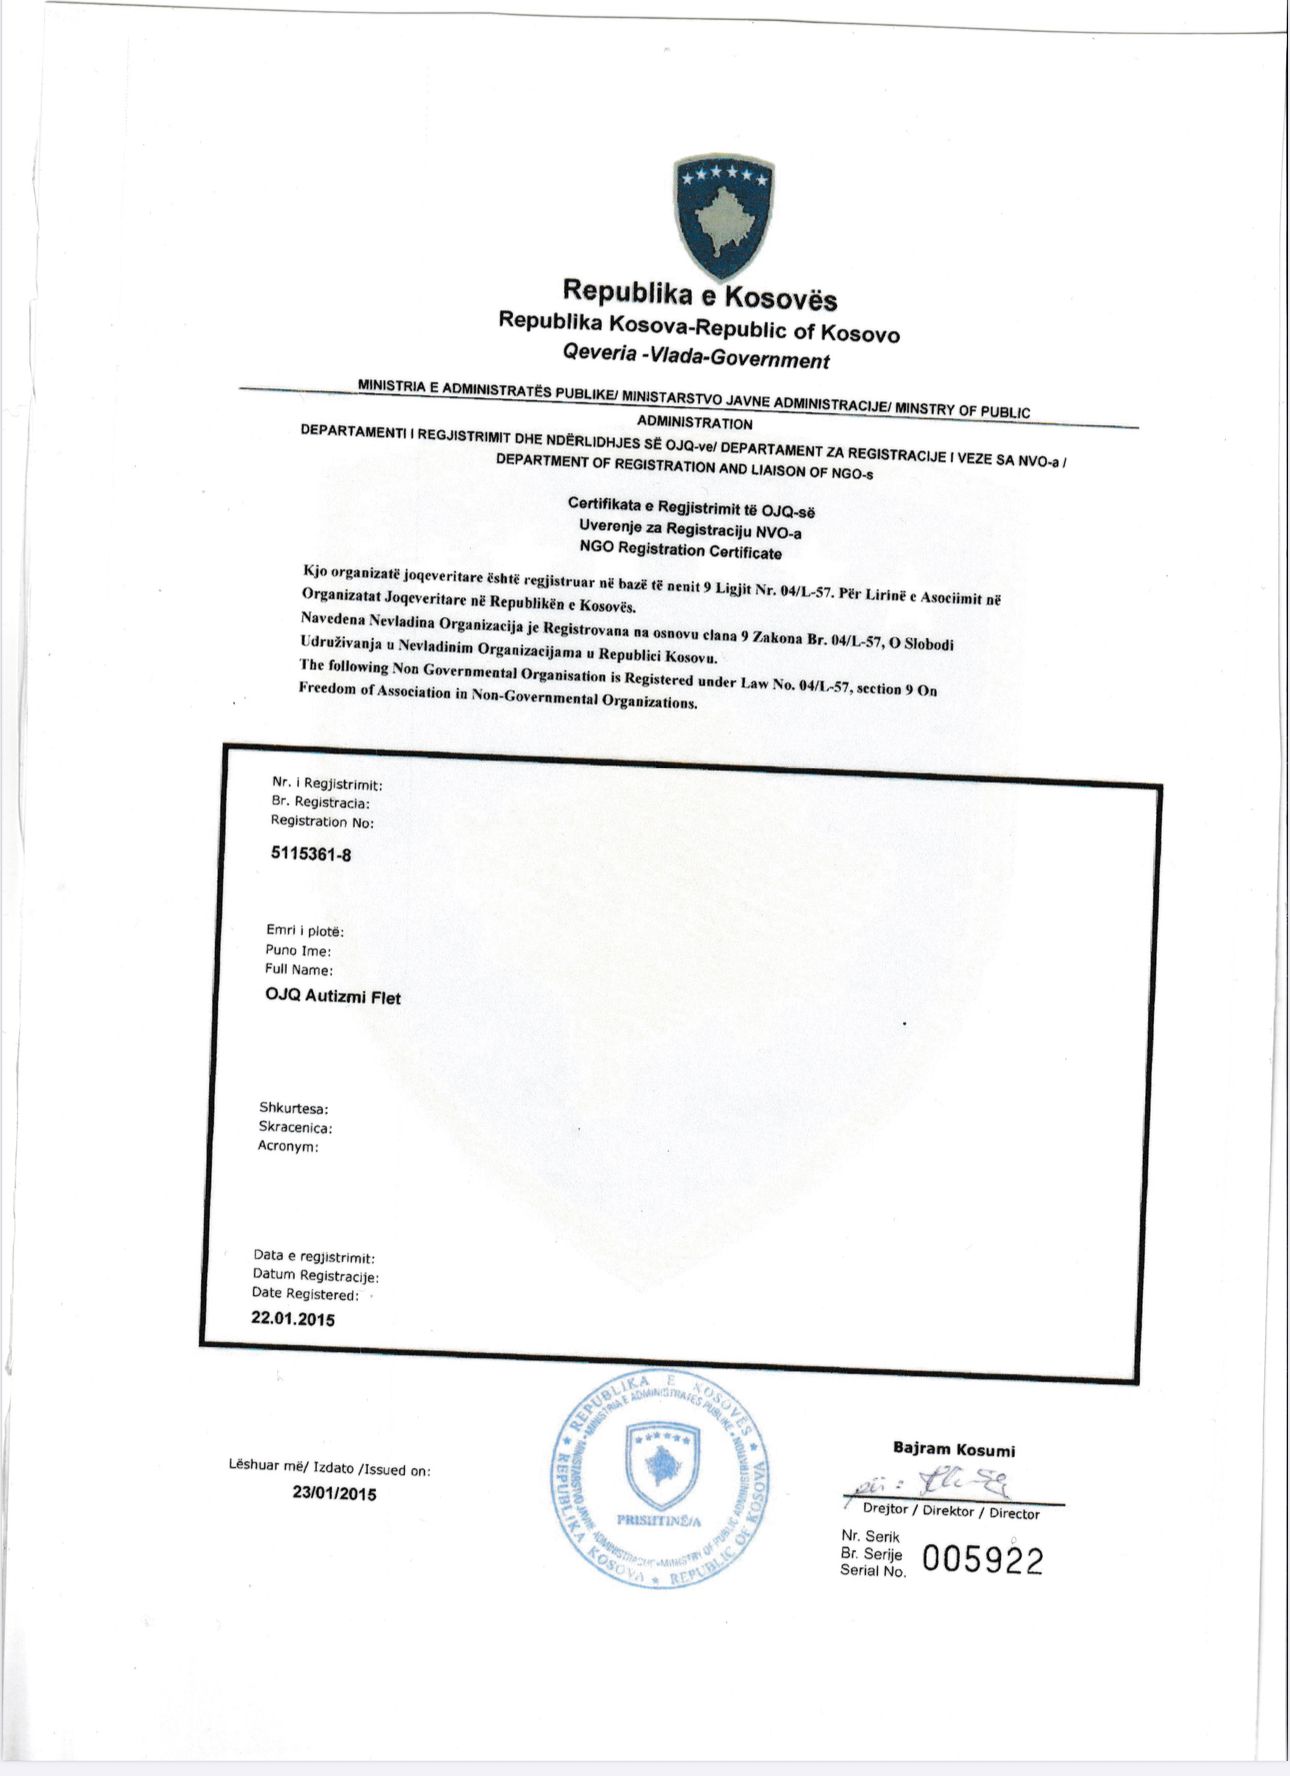 Republika e Kosovës
Republika Kosova-Republic of Kosovo
Qeveria -Vlada-Government
MINISTRIA E ADMINISTRATËS PUBLIKE/ MINISTARSTVO JAVNE ADMINISTRACIJE/ MINSTRY OF PUBLIC
ADMINISTRATION
DEPARTAMENTI I REGJISTRIMIT DHE NDËRLIDHJES SË OJQ-ve/ DEPARTAMENT ZA REGISTRACIJE I VEZE SA NVO-a /
DEPARTMENT OF REGISTRATION AND LIAISON OF NGO-s
Certifikata e Regjistrimit të OJQ-së
Uverenje za Registraciju NVO-a
NGO Registration Certificate
Kjo organizatë joqeveritare është regjistruar në bazë të nenit 9 Ligjit Nr. 04/L-57. Për Lirinë e Asociimit në
Organizatat Joqeveritare në Republikën e Kosovës.
Navedena Nevladina Organizacija je Registrovana na osnovu clana 9 Zakona Br. 04/L-57, O Slobodi
Udruživanja u Nevladinim Organizacijama u Republici Kosovu.
The following Non Governmental Organisation is Registered under Law No. 04/L-57, section 9 On
Freedom of Association in Non-Governmental Organizations.
Nr. i Regjistrimit:
Br. Registracia:
Registration No:
5115361-8
Emri i plotë:
Puno Ime:
Full Name:
OJQ Autizmi Flet
Shkurtesa:
Skracenica:
Acronym:
Data e regjistrimit:
Datum Registracije:
Date Registered:
22.01.2015
Lëshuar më/ Izdato /Issued on:
23/01/2015
REPUBLIKA E KOSOVËS
REPUBLIKA KOSOVA ★ REPUBLIC OF KOSOVA
MINISTRIA E ADMINISTRATËS PUBLIKE
MINISTRY OF PUBLIC ADMINISTRATION
PRISHTINË/A
Bajram Kosumi
për:
Drejtor / Direktor / Director
Nr. Serik
Br. Serije
Serial No.
005922